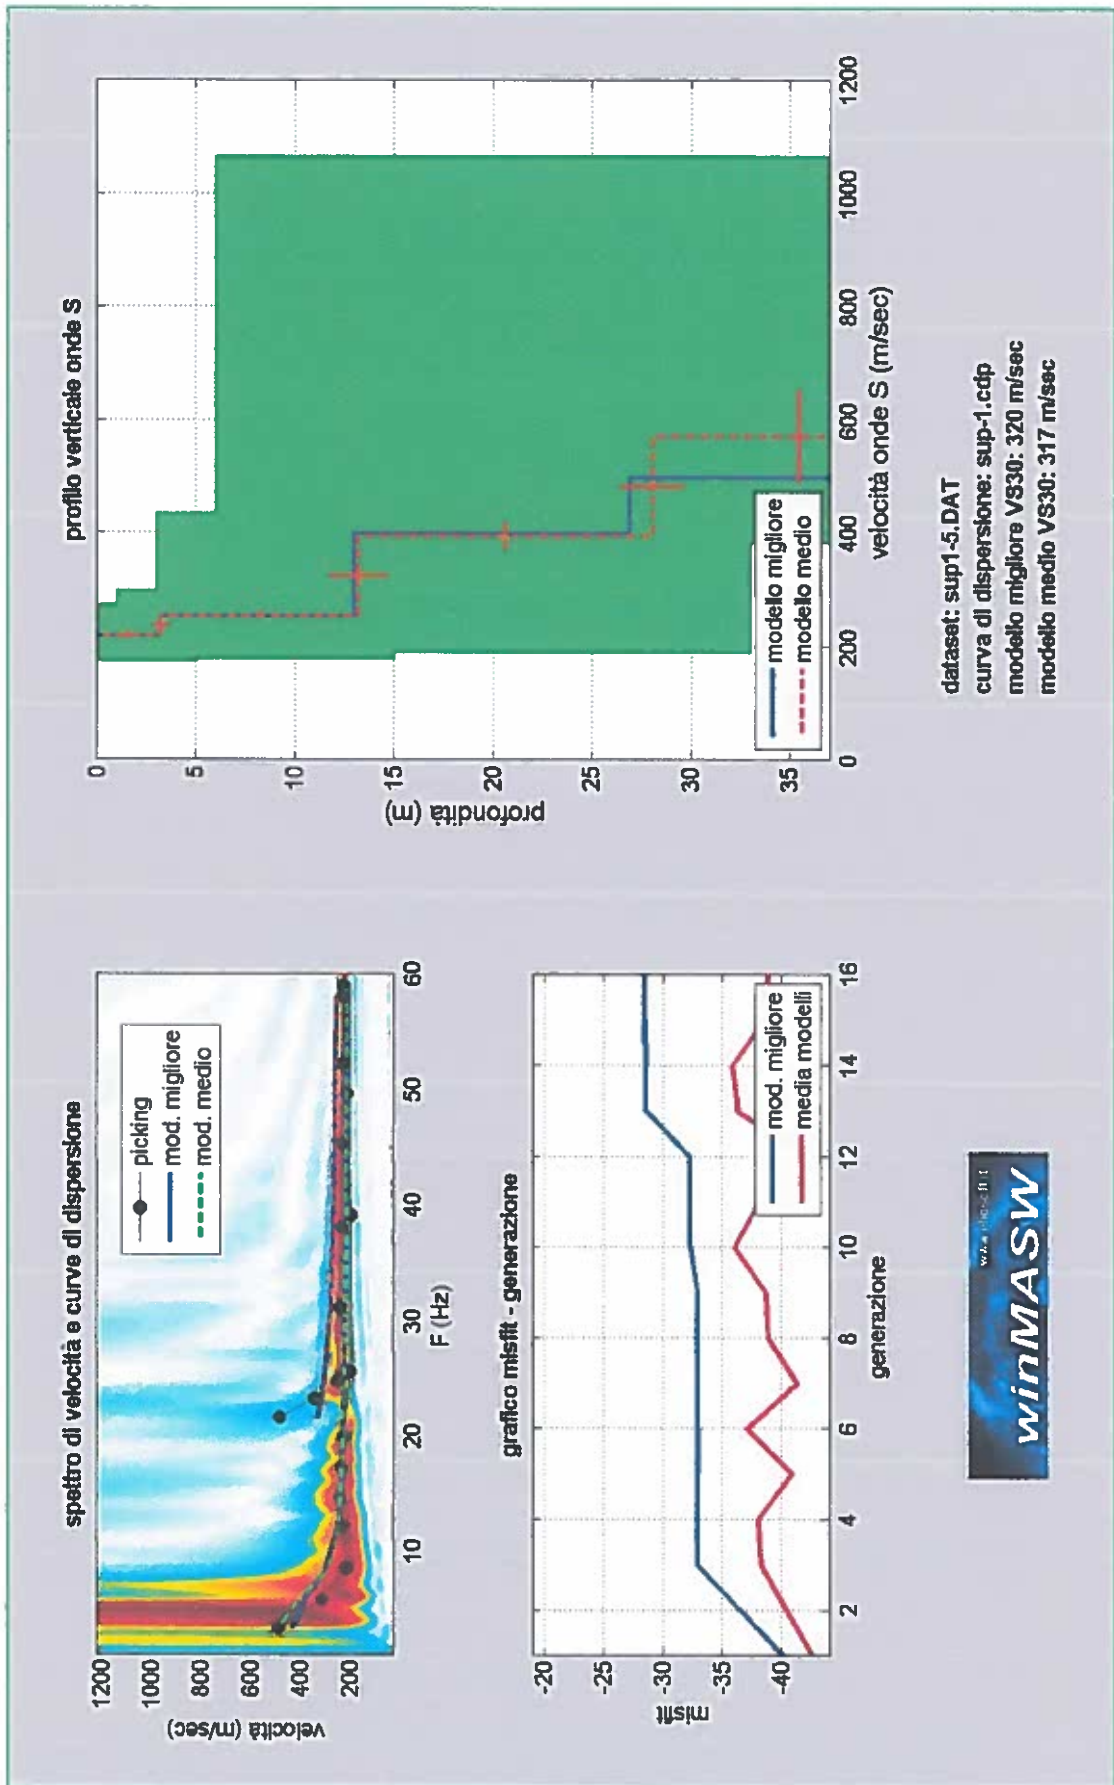 spettro di velocità e curve di dispersione
velocità (m/sec)
1200
1000
800
600
400
200
picking
mod. migliore
mod. medio
10
20
30
40
50
60
F (Hz)
grafico misfit - generazione
misfit
-20
-25
-30
-35
-40
mod. migliore
media modelli
2
4
6
8
10
12
14
16
generazione
winMASW
profilo verticale onde S
profondità (m)
0
5
10
15
20
25
30
35
modello migliore
modello medio
0
200
400
600
800
1000
1200
velocità onde S (m/sec)
dataset: sup1-5.DAT
curva di dispersione: sup-1.cdp
modello migliore VS30: 320 m/sec
modello medio VS30: 317 m/sec